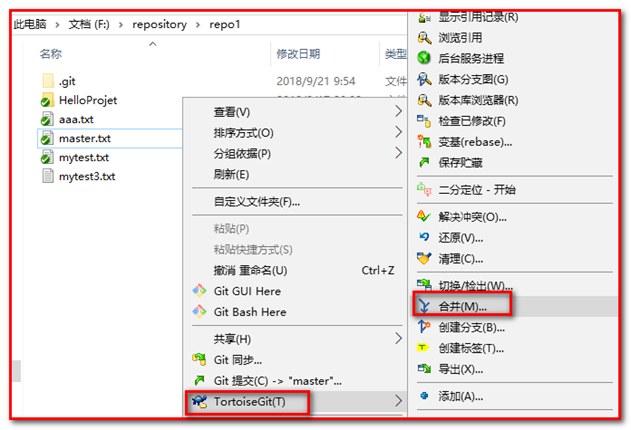 此电脑 > 文档 (F:) > repository > repo1
名称 修改日期 类型
.git 2018/9/21 9:54 文件
HelloProjet
aaa.txt
master.txt
mytest.txt
mytest3.txt
查看(V)
排序方式(O)
分组依据(P)
刷新(E)
自定义文件夹(F)...
粘贴(P)
粘贴快捷方式(S)
撤消 重命名(U) Ctrl+Z
Git GUI Here
Git Bash Here
共享(H)
Git 同步...
Git 提交(C) -> "master"...
TortoiseGit(T)
显示引用记录(R)
浏览引用
后台服务进程
版本分支图(G)
版本库浏览器(R)
检查已修改(F)
变基(rebase)...
保存贮藏
二分定位 - 开始
解决冲突(O)...
还原(V)...
清理(C)...
切换/检出(W)...
合并(M)...
创建分支(B)...
创建标签(T)...
导出(X)...
添加(A)...